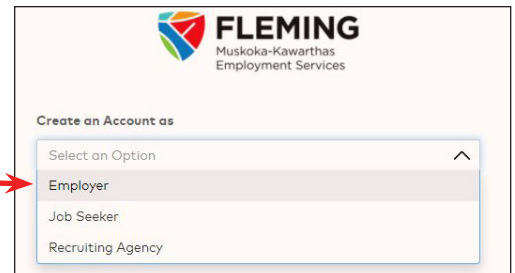 FLEMING
Muskoka-Kawarthas
Employment Services
Create an Account as
Select an Option
Employer
Job Seeker
Recruiting Agency